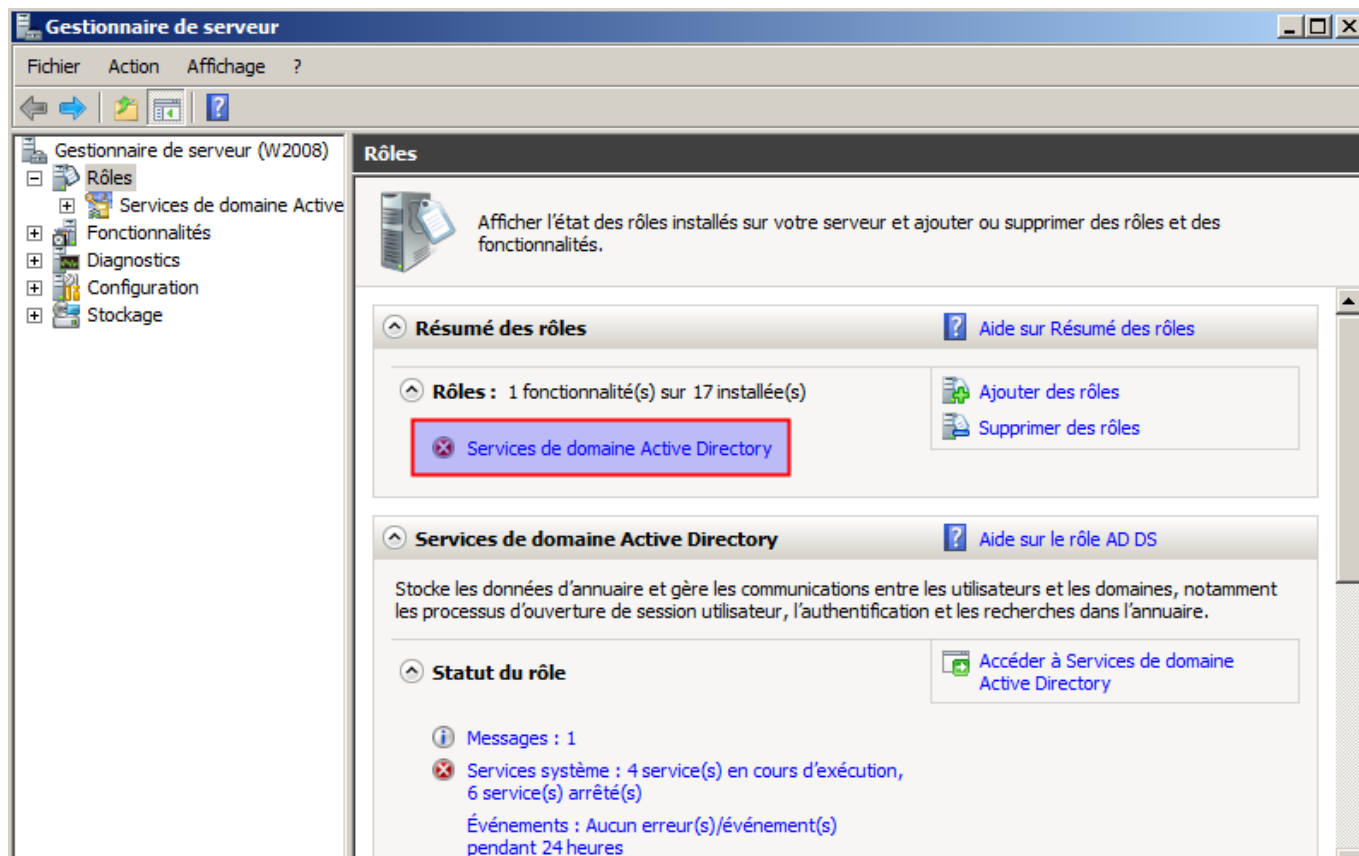 Gestionnaire de serveur
Fichier Action Affichage ?
Gestionnaire de serveur (W2008)
Rôles
Services de domaine Active
Fonctionnalités
Diagnostics
Configuration
Stockage
Rôles
Afficher l'état des rôles installés sur votre serveur et ajouter ou supprimer des rôles et des
fonctionnalités.
Résumé des rôles
Aide sur Résumé des rôles
Rôles : 1 fonctionnalité(s) sur 17 installée(s)
Ajouter des rôles
Supprimer des rôles
Services de domaine Active Directory
Services de domaine Active Directory
Aide sur le rôle AD DS
Stocke les données d'annuaire et gère les communications entre les utilisateurs et les domaines, notamment
les processus d'ouverture de session utilisateur, l'authentification et les recherches dans l'annuaire.
Statut du rôle
Accéder à Services de domaine
Active Directory
Messages : 1
Services système : 4 service(s) en cours d'exécution,
6 service(s) arrêté(s)
Événements : Aucun erreur(s)/événement(s)
pendant 24 heures